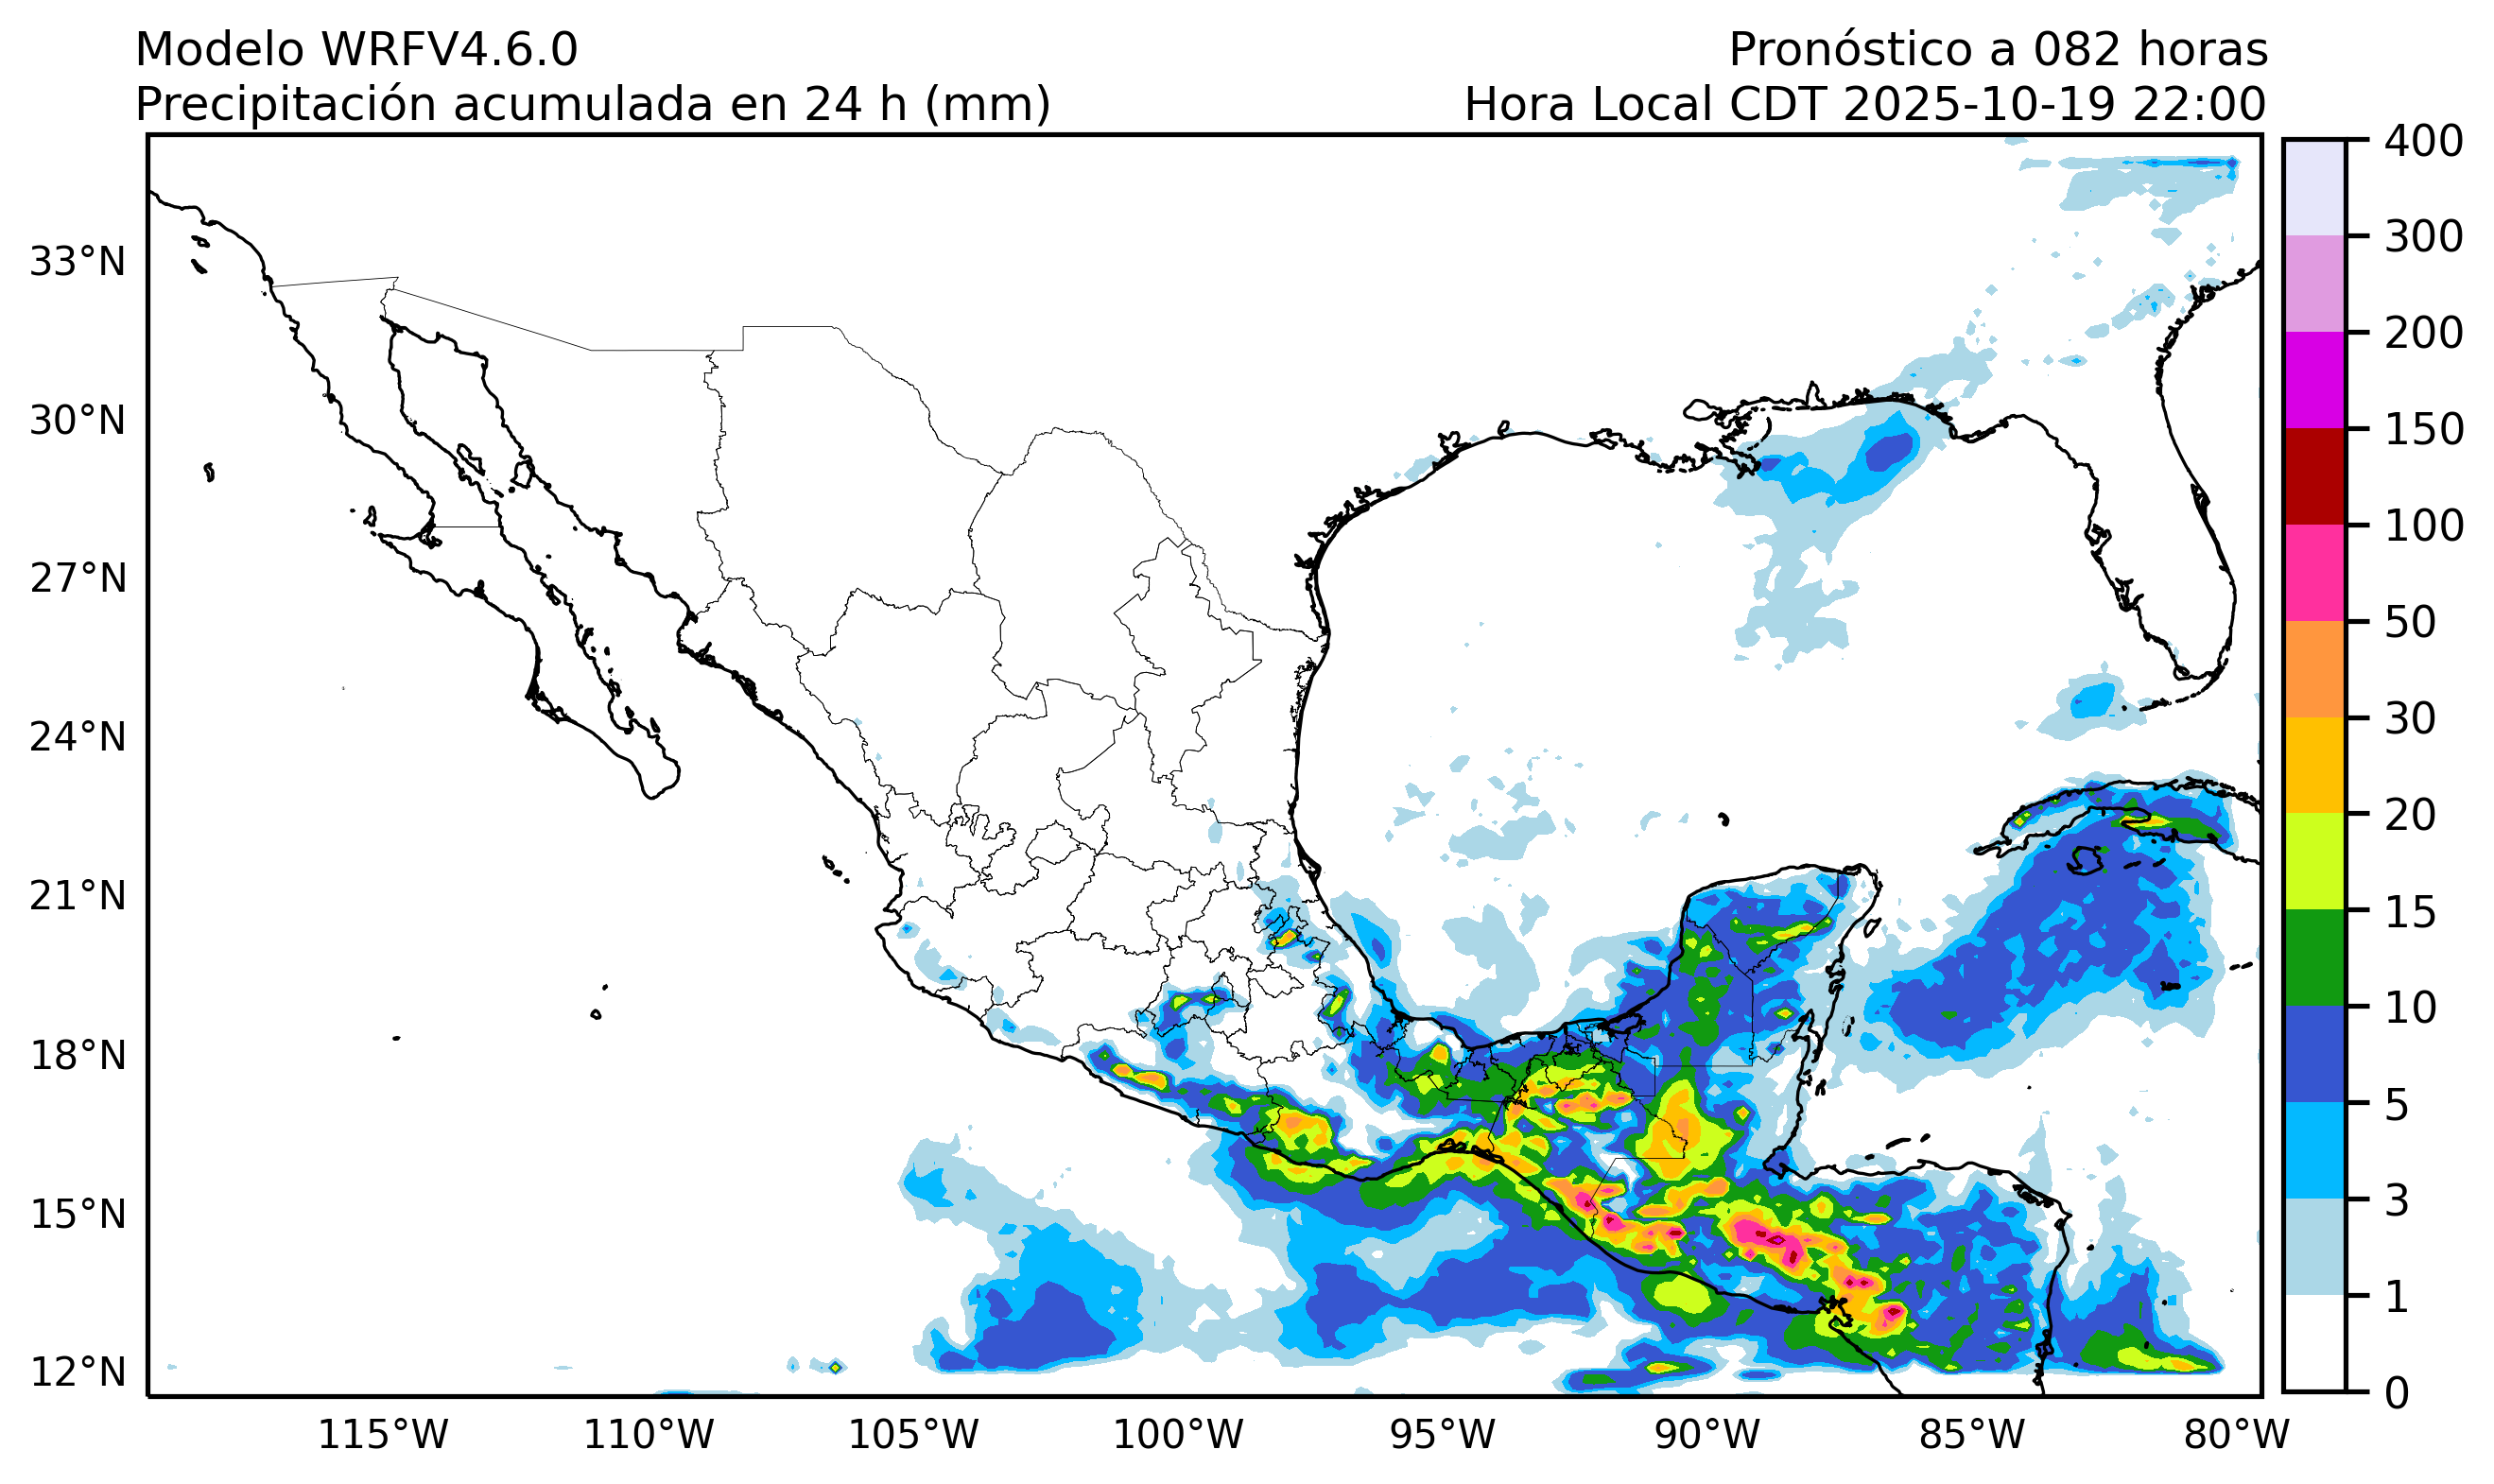 Modelo WRFV4.6.0
Pronóstico a 082 horas
Precipitación acumulada en 24 h (mm)
Hora Local CDT 2025-10-19 22:00
33°N
30°N
27°N
24°N
21°N
18°N
15°N
12°N
115°W
110°W
105°W
100°W
95°W
90°W
85°W
80°W
400
300
200
150
100
50
30
20
15
10
5
3
1
0